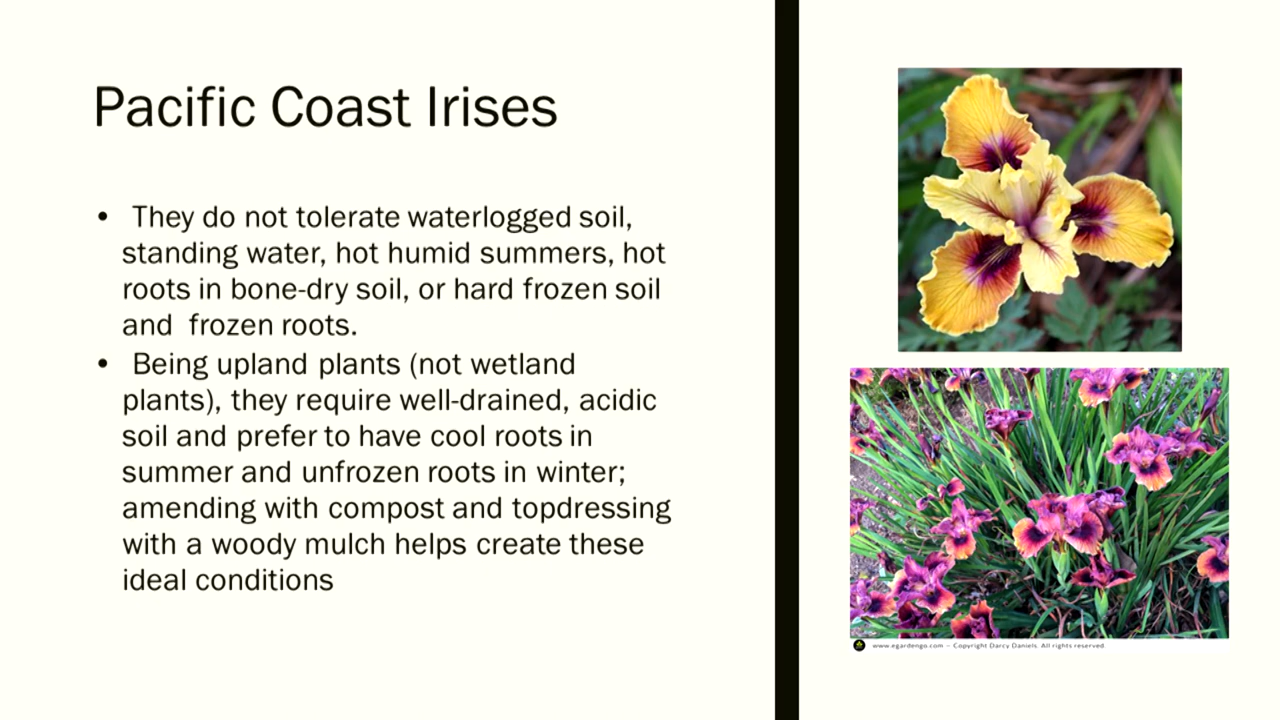 Pacific Coast Irises
• They do not tolerate waterlogged soil,
standing water, hot humid summers, hot
roots in bone-dry soil, or hard frozen soil
and  frozen roots.
• Being upland plants (not wetland
plants), they require well-drained, acidic
soil and prefer to have cool roots in
summer and unfrozen roots in winter;
amending with compost and topdressing
with a woody mulch helps create these
ideal conditions
www.egardengo.com – Copyright Darcy Daniels. All rights reserved.